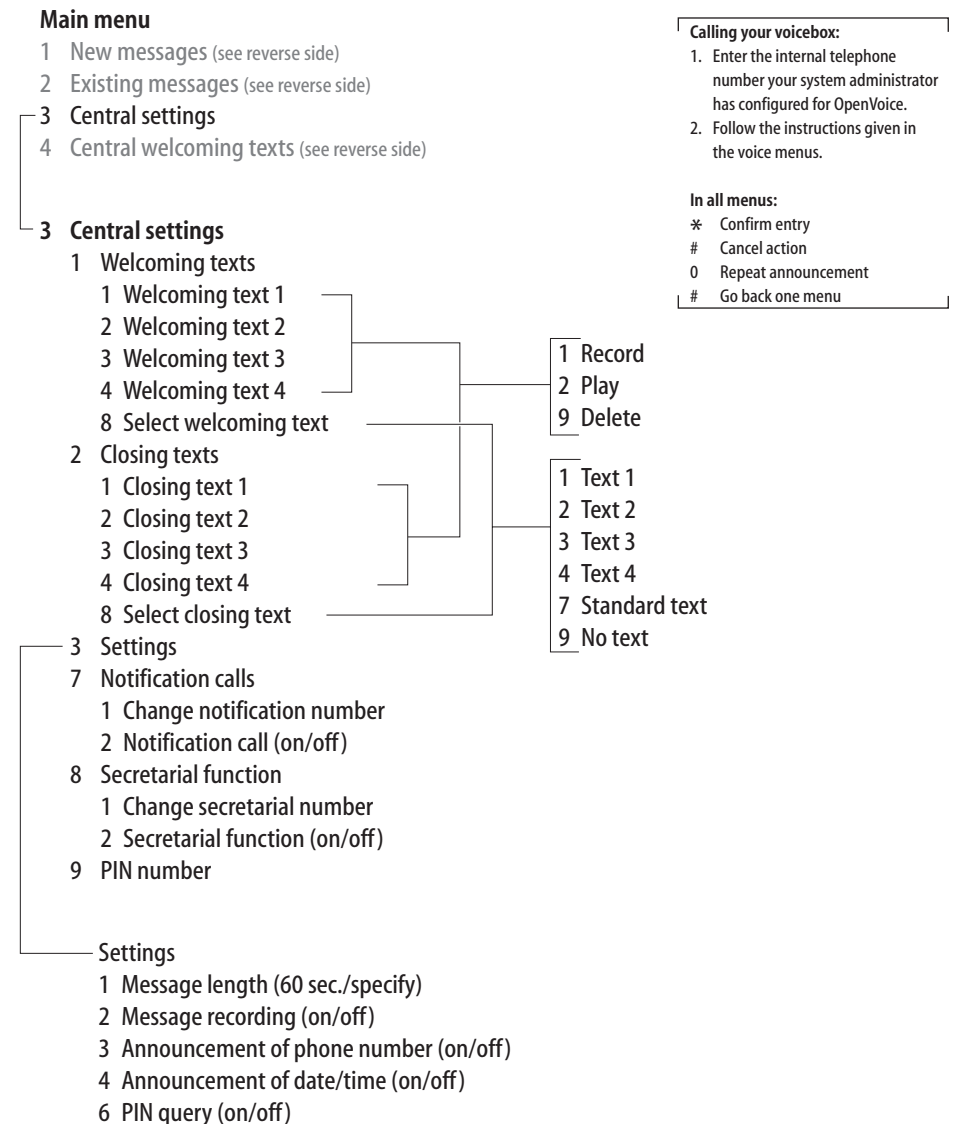 Main menu
1 New messages (see reverse side)
2 Existing messages (see reverse side)
3 Central settings
4 Central welcoming texts (see reverse side)
Calling your voicebox:
1. Enter the internal telephone
number your system administrator
has configured for OpenVoice.
2. Follow the instructions given in
the voice menus.
In all menus:
* Confirm entry
# Cancel action
0 Repeat announcement
# Go back one menu
3 Central settings
1 Welcoming texts
1 Welcoming text 1
2 Welcoming text 2
3 Welcoming text 3
4 Welcoming text 4
8 Select welcoming text
2 Closing texts
1 Closing text 1
2 Closing text 2
3 Closing text 3
4 Closing text 4
8 Select closing text
1 Record
2 Play
9 Delete
1 Text 1
2 Text 2
3 Text 3
4 Text 4
7 Standard text
9 No text
3 Settings
7 Notification calls
1 Change notification number
2 Notification call (on/off)
8 Secretarial function
1 Change secretarial number
2 Secretarial function (on/off)
9 PIN number
Settings
1 Message length (60 sec./specify)
2 Message recording (on/off)
3 Announcement of phone number (on/off)
4 Announcement of date/time (on/off)
6 PIN query (on/off)